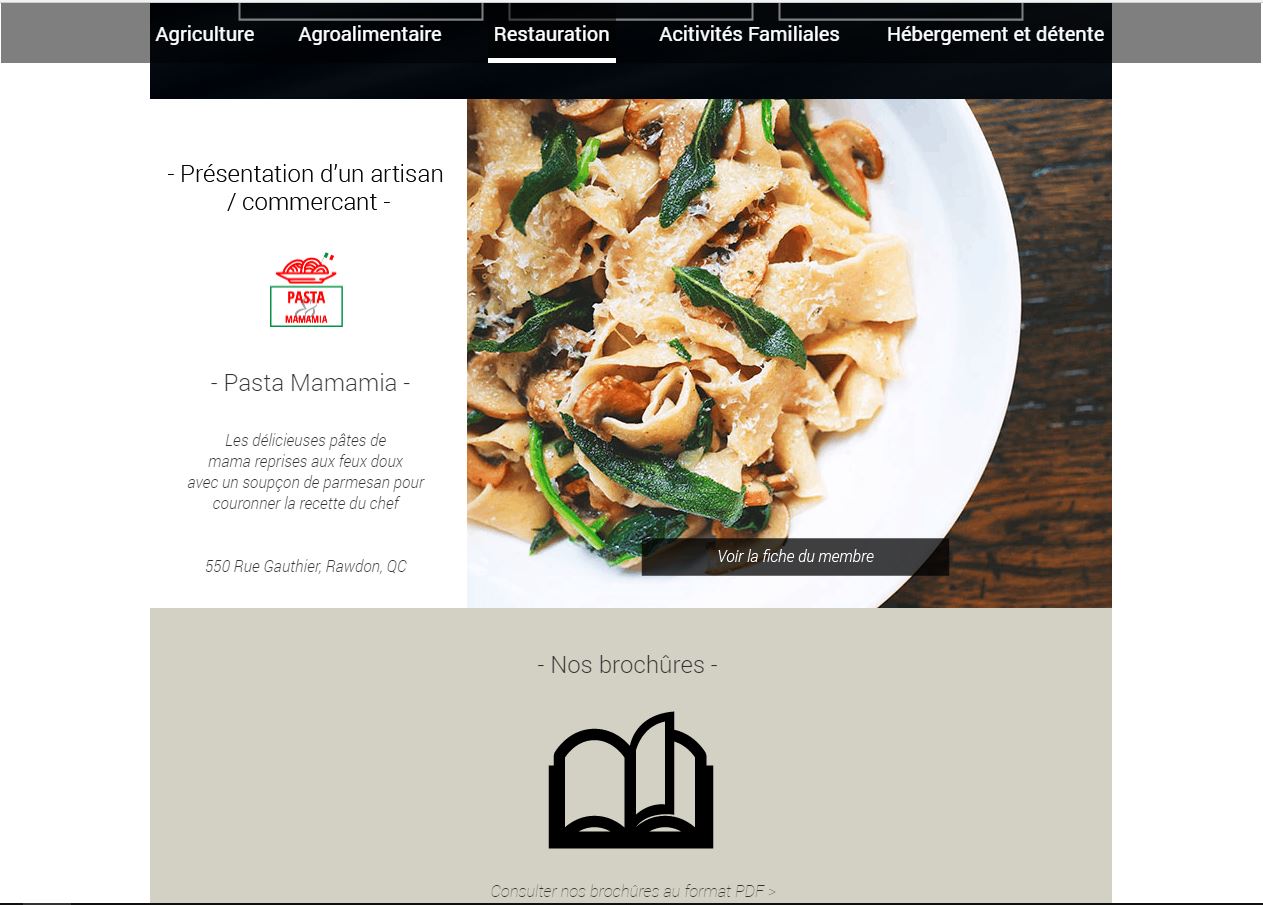 Agriculture Agroalimentaire Restauration Acitivités Familiales Hébergement et détente
- Présentation d'un artisan
/ commercant -
PASTA
MAMAMIA
- Pasta Mamamia -
Les délicieuses pâtes de
mama reprises aux feux doux
avec un soupçon de parmesan pour
couronner la recette du chef
550 Rue Gauthier, Rawdon, QC
Voir la fiche du membre
- Nos brochûres -
Consulter nos brochûres au format PDF >